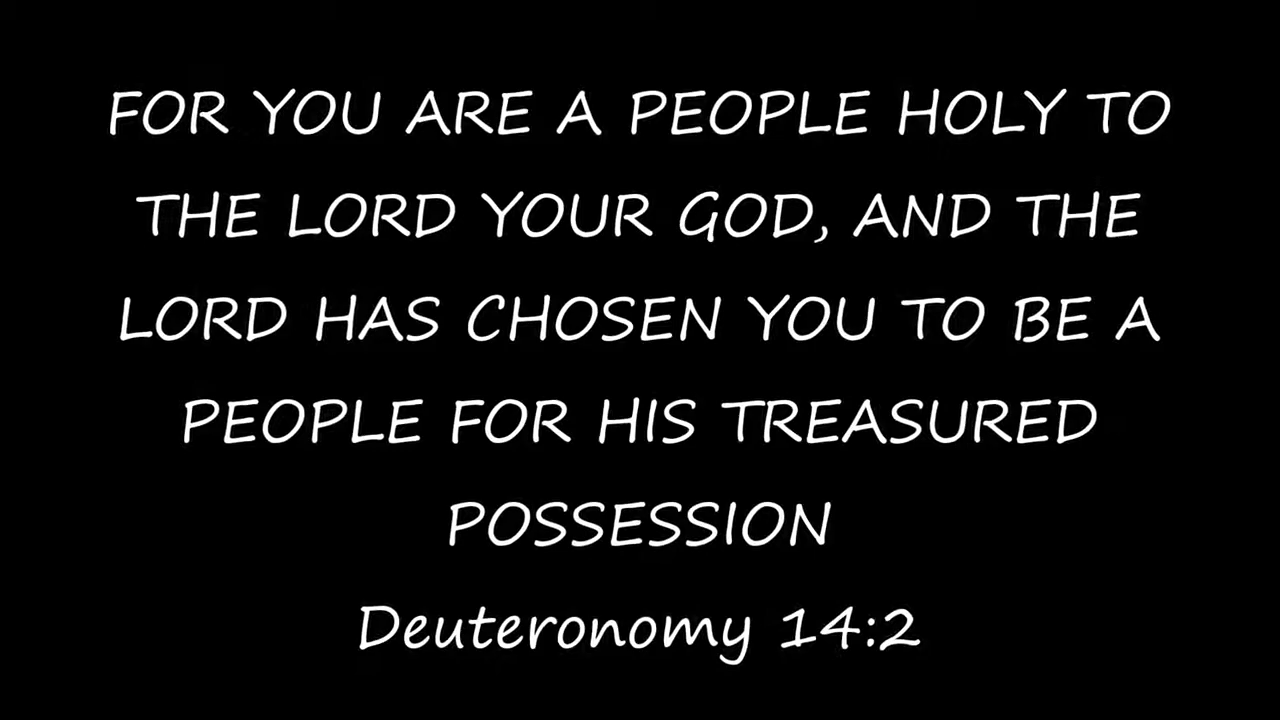 FOR YOU ARE A PEOPLE HOLY TO
THE LORD YOUR GOD, AND THE
LORD HAS CHOSEN YOU TO BE A
PEOPLE FOR HIS TREASURED
POSSESSION
Deuteronomy 14:2